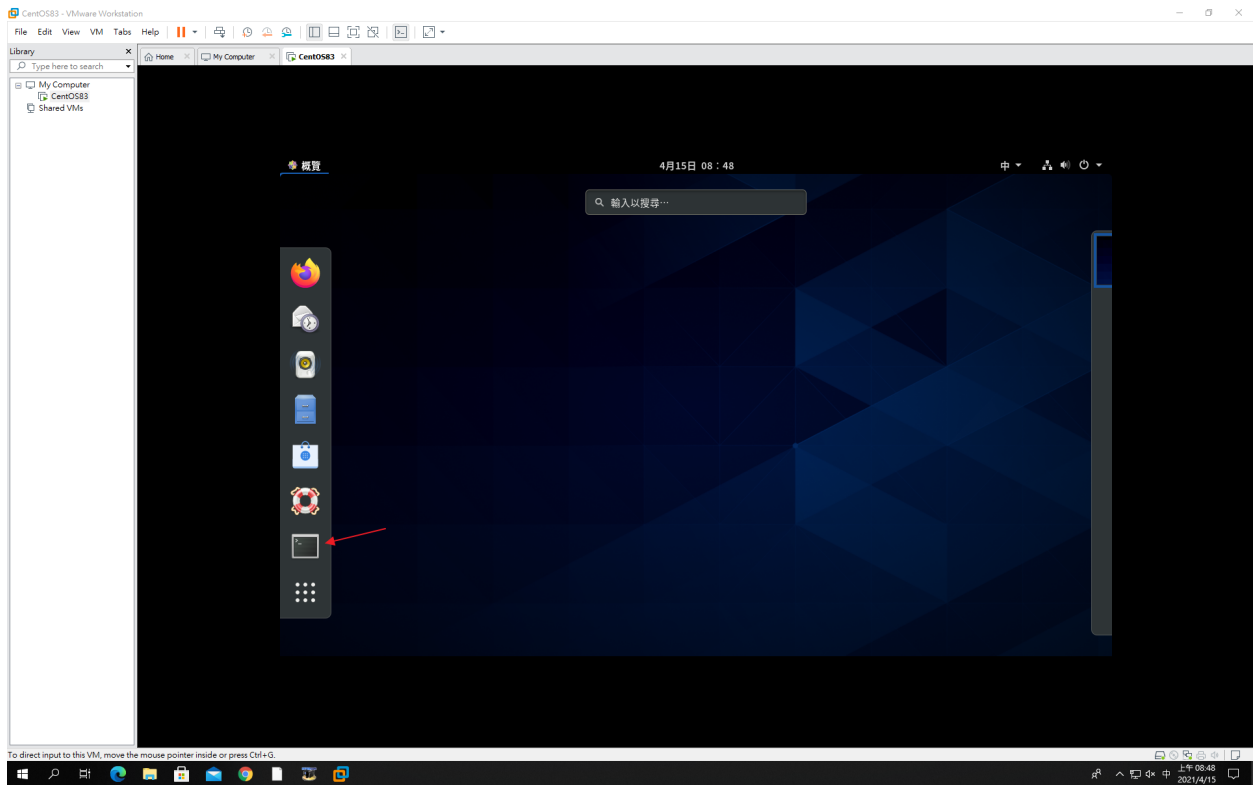 CentOS83 - VMware Workstation
File Edit View VM Tabs Help
Library
Type here to search
Home
My Computer
CentOS83
My Computer
CentOS83
Shared VMs
概覽
4月15日 08：48
中
輸入以搜尋…
To direct input to this VM, move the mouse pointer inside or press Ctrl+G.
中
上午 08:48
2021/4/15